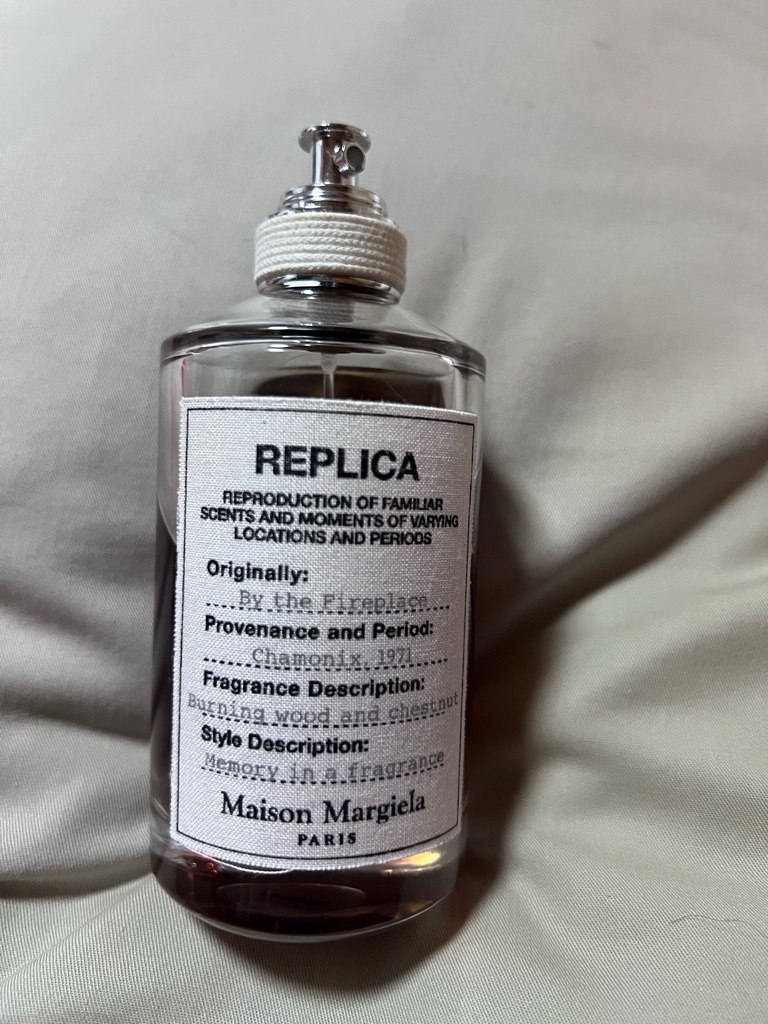 REPLICA
REPRODUCTION OF FAMILIAR
SCENTS AND MOMENTS OF VARYING
LOCATIONS AND PERIODS
Originally:
By the Fireplace
Provenance and Period:
Chamonix, 1971
Fragrance Description:
Burning wood and chestnut
Style Description:
Memory in a fragrance
Maison Margiela
PARIS